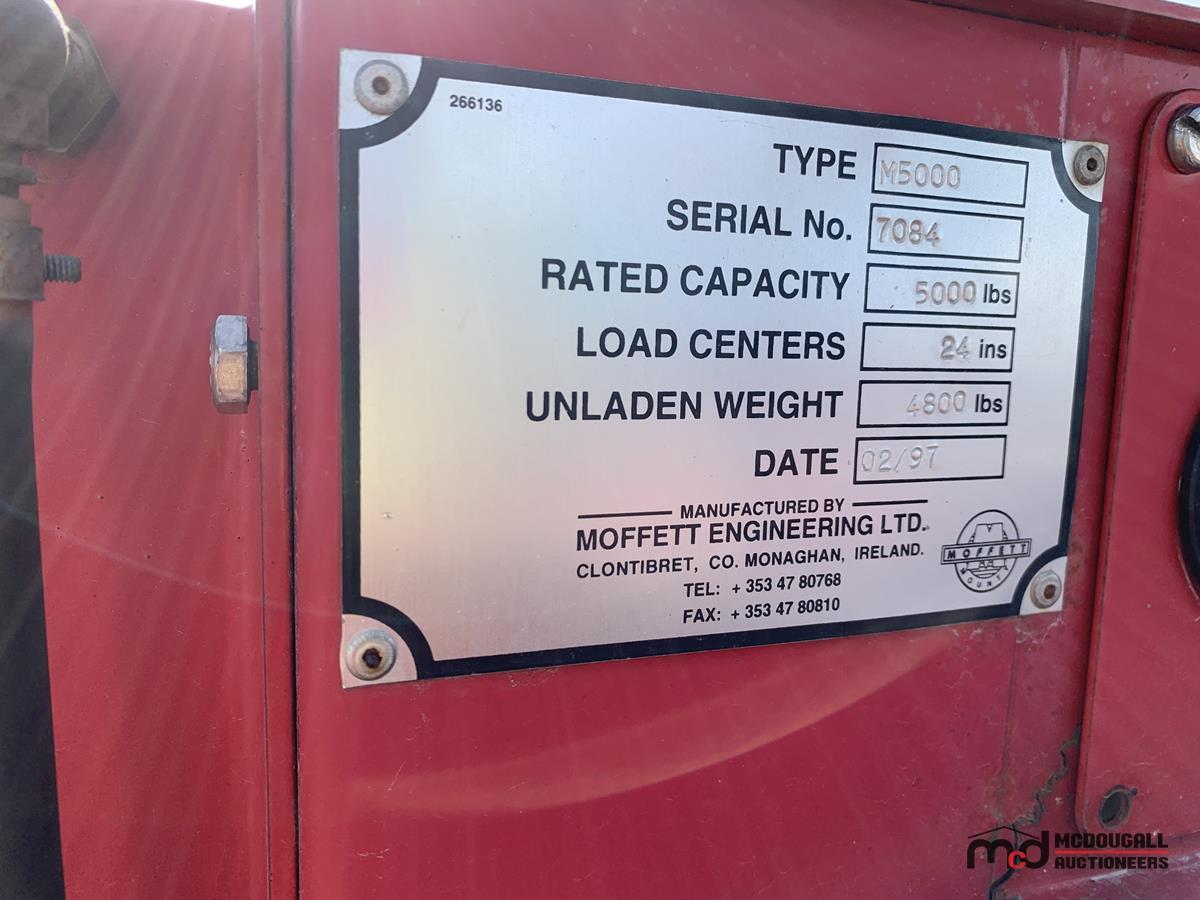 266136
TYPE M5000
SERIAL No. 7084
RATED CAPACITY 5000 lbs
LOAD CENTERS 24 ins
UNLADEN WEIGHT 4800 lbs
DATE 02/97
MANUFACTURED BY
MOFFETT ENGINEERING LTD.
CLONTIBRET, CO. MONAGHAN, IRELAND.
TEL: + 353 47 80768
FAX: + 353 47 80810
MOFFETT
MOUNTY
mcd MCDOUGALL
AUCTIONEERS